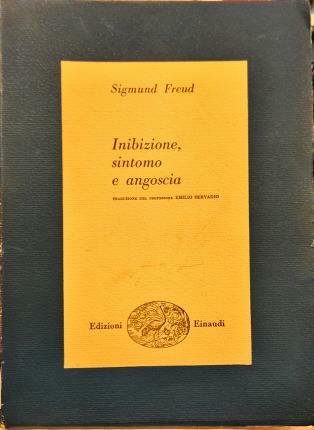 Sigmund Freud
Inibizione,
sintomo
e angoscia
TRADUZIONE DEL PROFESSORE EMILIO SERVADIO
Edizioni Einaudi